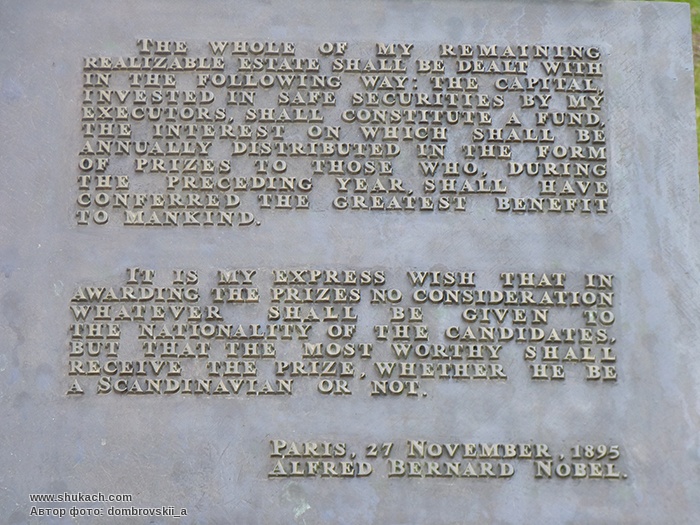 THE WHOLE OF MY REMAINING
REALIZABLE ESTATE SHALL BE DEALT WITH
IN THE FOLLOWING WAY: THE CAPITAL,
INVESTED IN SAFE SECURITIES BY MY
EXECUTORS, SHALL CONSTITUTE A FUND,
THE INTEREST ON WHICH SHALL BE
ANNUALLY DISTRIBUTED IN THE FORM
OF PRIZES TO THOSE WHO, DURING
THE PRECEDING YEAR, SHALL HAVE
CONFERRED THE GREATEST BENEFIT
TO MANKIND.
IT IS MY EXPRESS WISH THAT IN
AWARDING THE PRIZES NO CONSIDERATION
WHATEVER SHALL BE GIVEN TO
THE NATIONALITY OF THE CANDIDATES,
BUT THAT THE MOST WORTHY SHALL
RECEIVE THE PRIZE, WHETHER HE BE
A SCANDINAVIAN OR NOT.
PARIS, 27 NOVEMBER, 1895
ALFRED BERNARD NOBEL.
www.shukach.com
Автор фото: dombrovskii_a